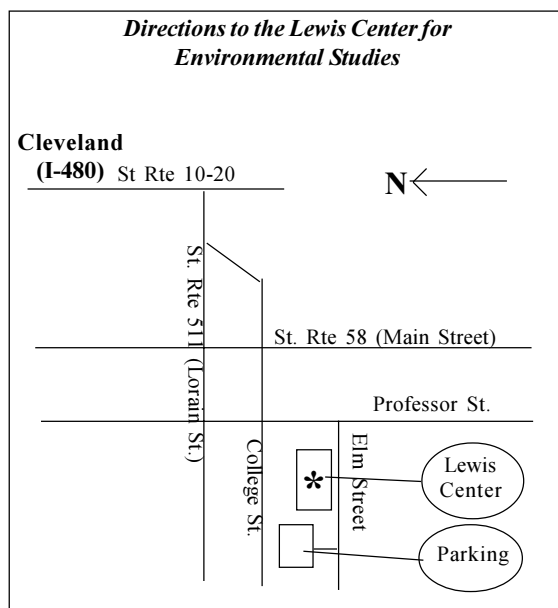 Directions to the Lewis Center for
Environmental Studies
Cleveland
(I-480) St Rte 10-20
N
St. Rte 511 (Lorain St.)
St. Rte 58 (Main Street)
Professor St.
College St.
Elm Street
*
Lewis
Center
Parking